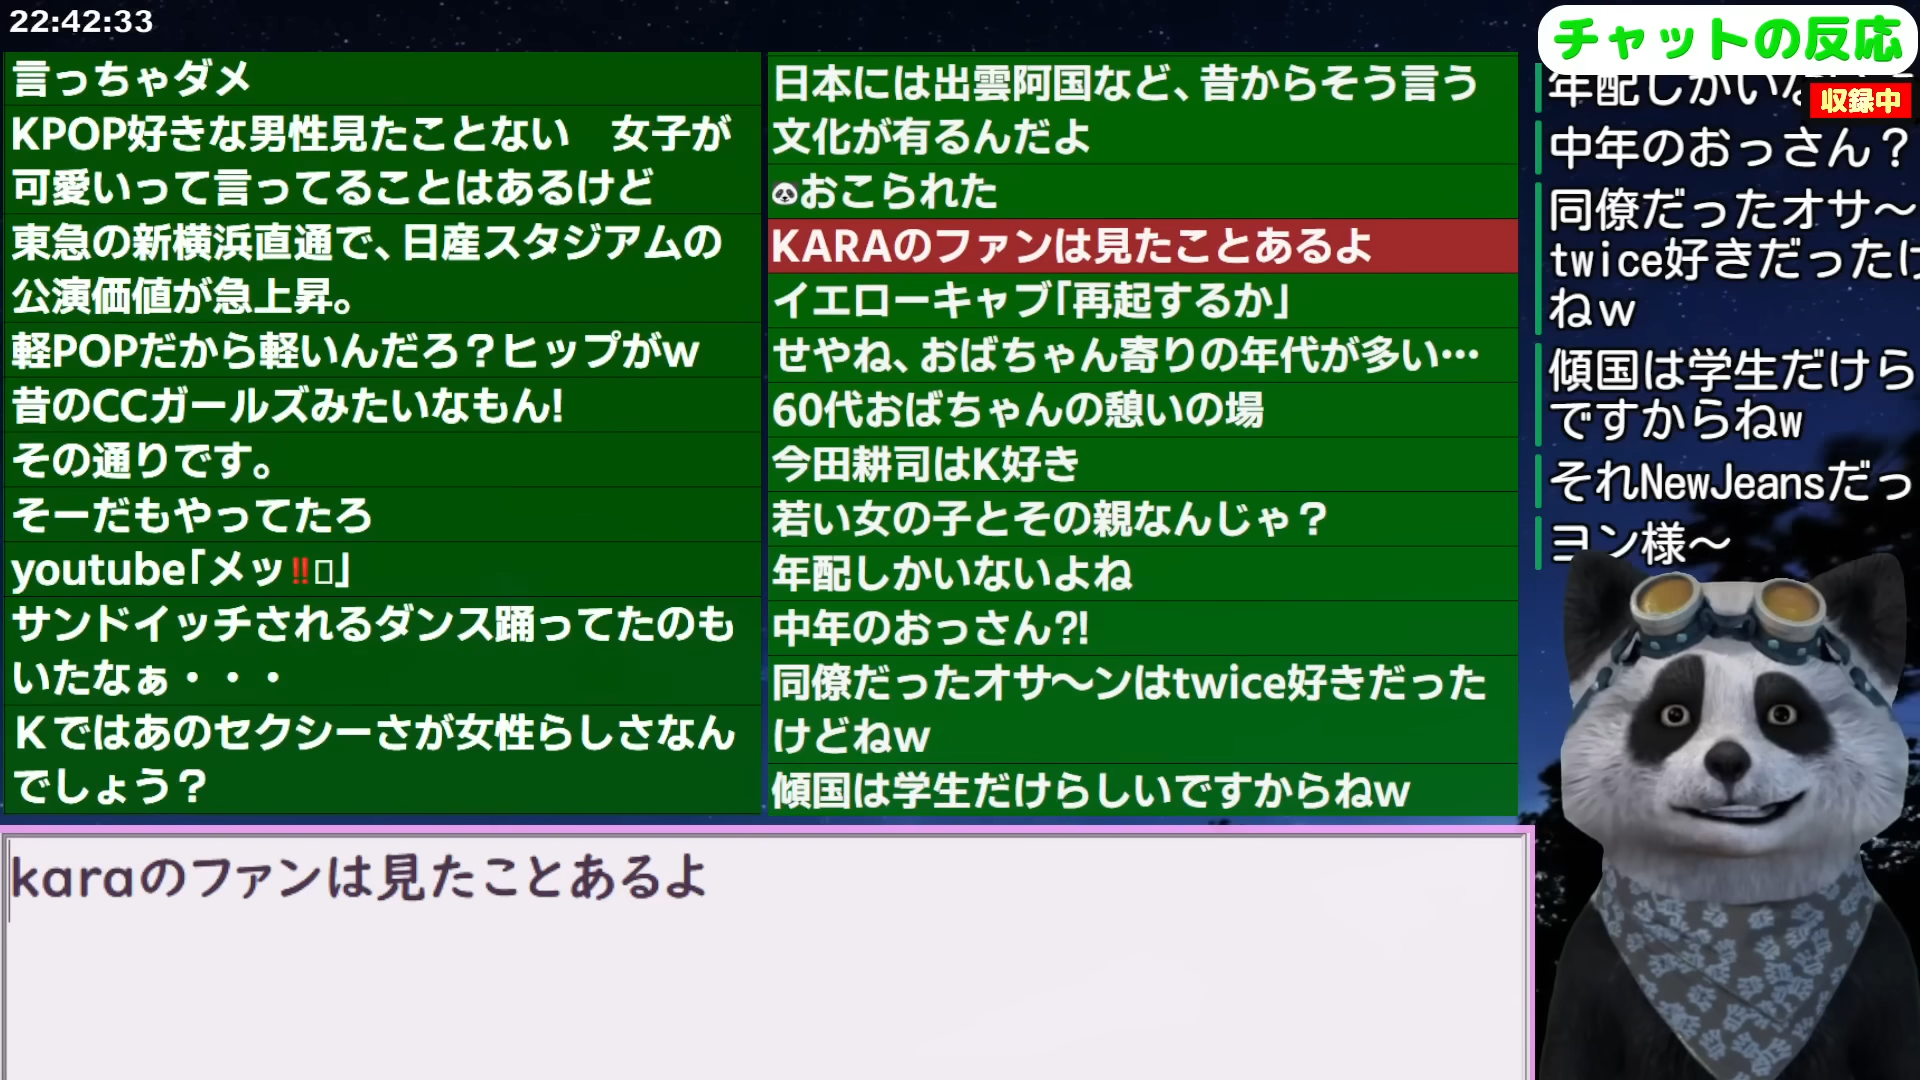 22:42:33
言っちゃダメ
KPOP好きな男性見たことない　女子が
可愛いって言ってることはあるけど
東急の新横浜直通で、日産スタジアムの
公演価値が急上昇。
軽POPだから軽いんだろ？ヒップがw
昔のCCガールズみたいなもん!
その通りです。
そーだもやってたろ
youtube「メッ‼️」
サンドイッチされるダンス踊ってたのも
いたなぁ・・・
Ｋではあのセクシーさが女性らしさなん
でしょう？
日本には出雲阿国など、昔からそう言う
文化が有るんだよ
🐼おこられた
KARAのファンは見たことあるよ
イエローキャブ「再起するか」
せやね、おばちゃん寄りの年代が多い…
60代おばちゃんの憩いの場
今田耕司はK好き
若い女の子とその親なんじゃ？
年配しかいないよね
中年のおっさん⁈
同僚だったオサ〜ンはtwice好きだった
けどねw
傾国は学生だけらしいですからねw
karaのファンは見たことあるよ
チャットの反応
収録中
年配しかいな
中年のおっさん？
同僚だったオサ〜
twice好きだったけ
ねｗ
傾国は学生だけら
ですからねw
それNewJeansだっ
ヨン様〜